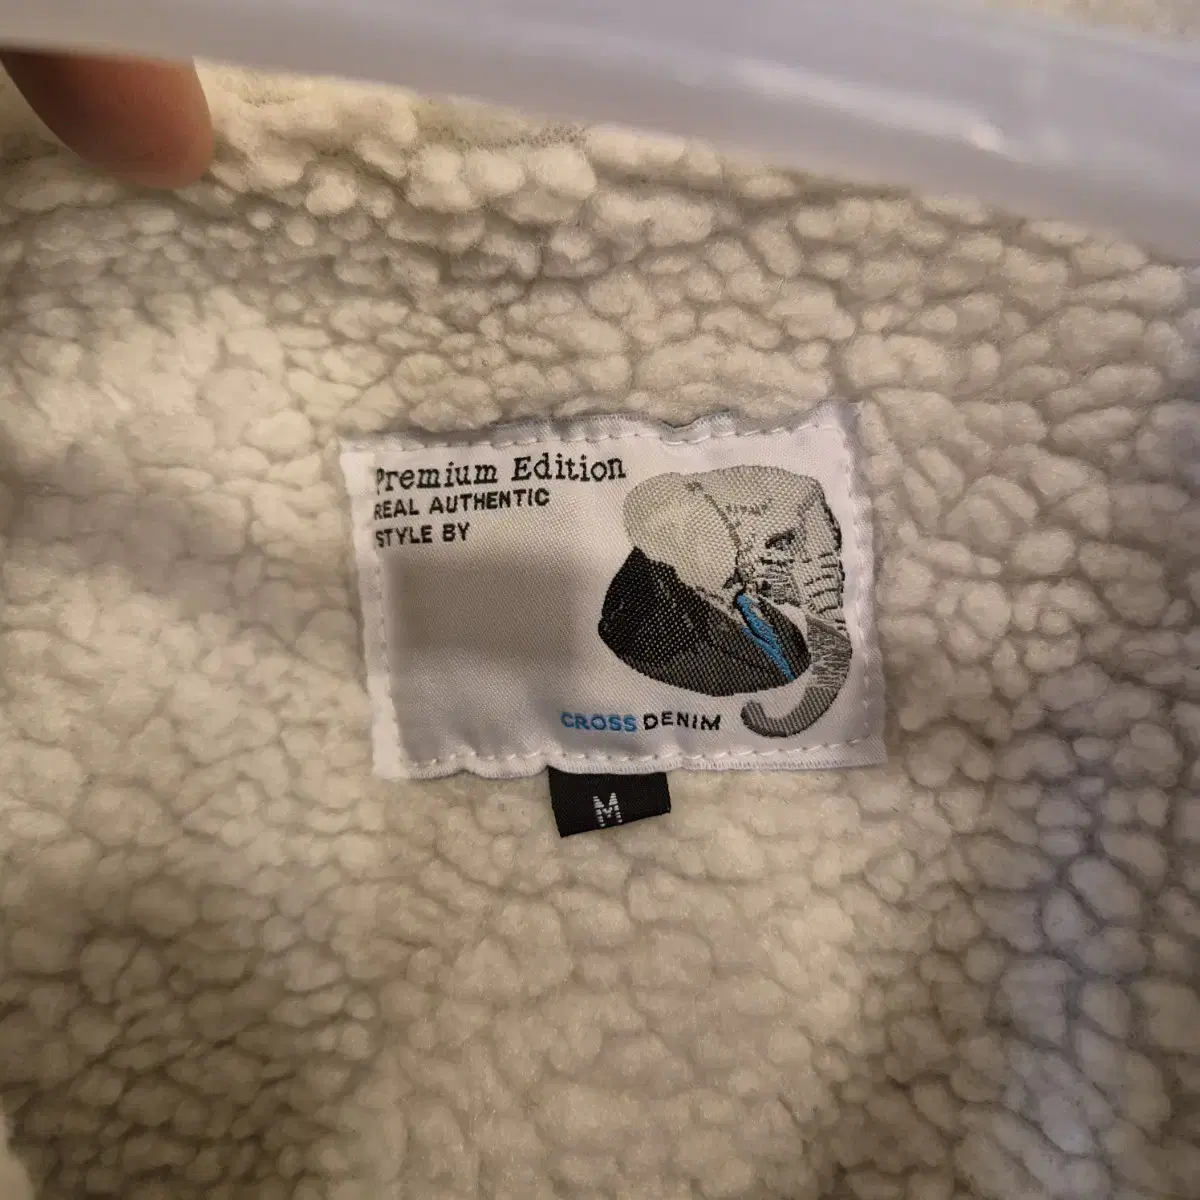 Premium Edition
REAL AUTHENTIC
STYLE BY
CROSS DENIM
M